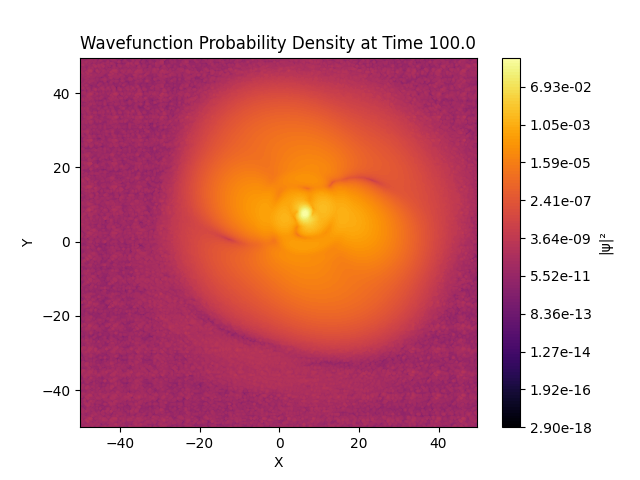 Wavefunction Probability Density at Time 100.0
40
20
0
−20
−40
Y
−40
−20
0
20
40
X
6.93e-02
1.05e-03
1.59e-05
2.41e-07
3.64e-09
5.52e-11
8.36e-13
1.27e-14
1.92e-16
2.90e-18
|ψ|²